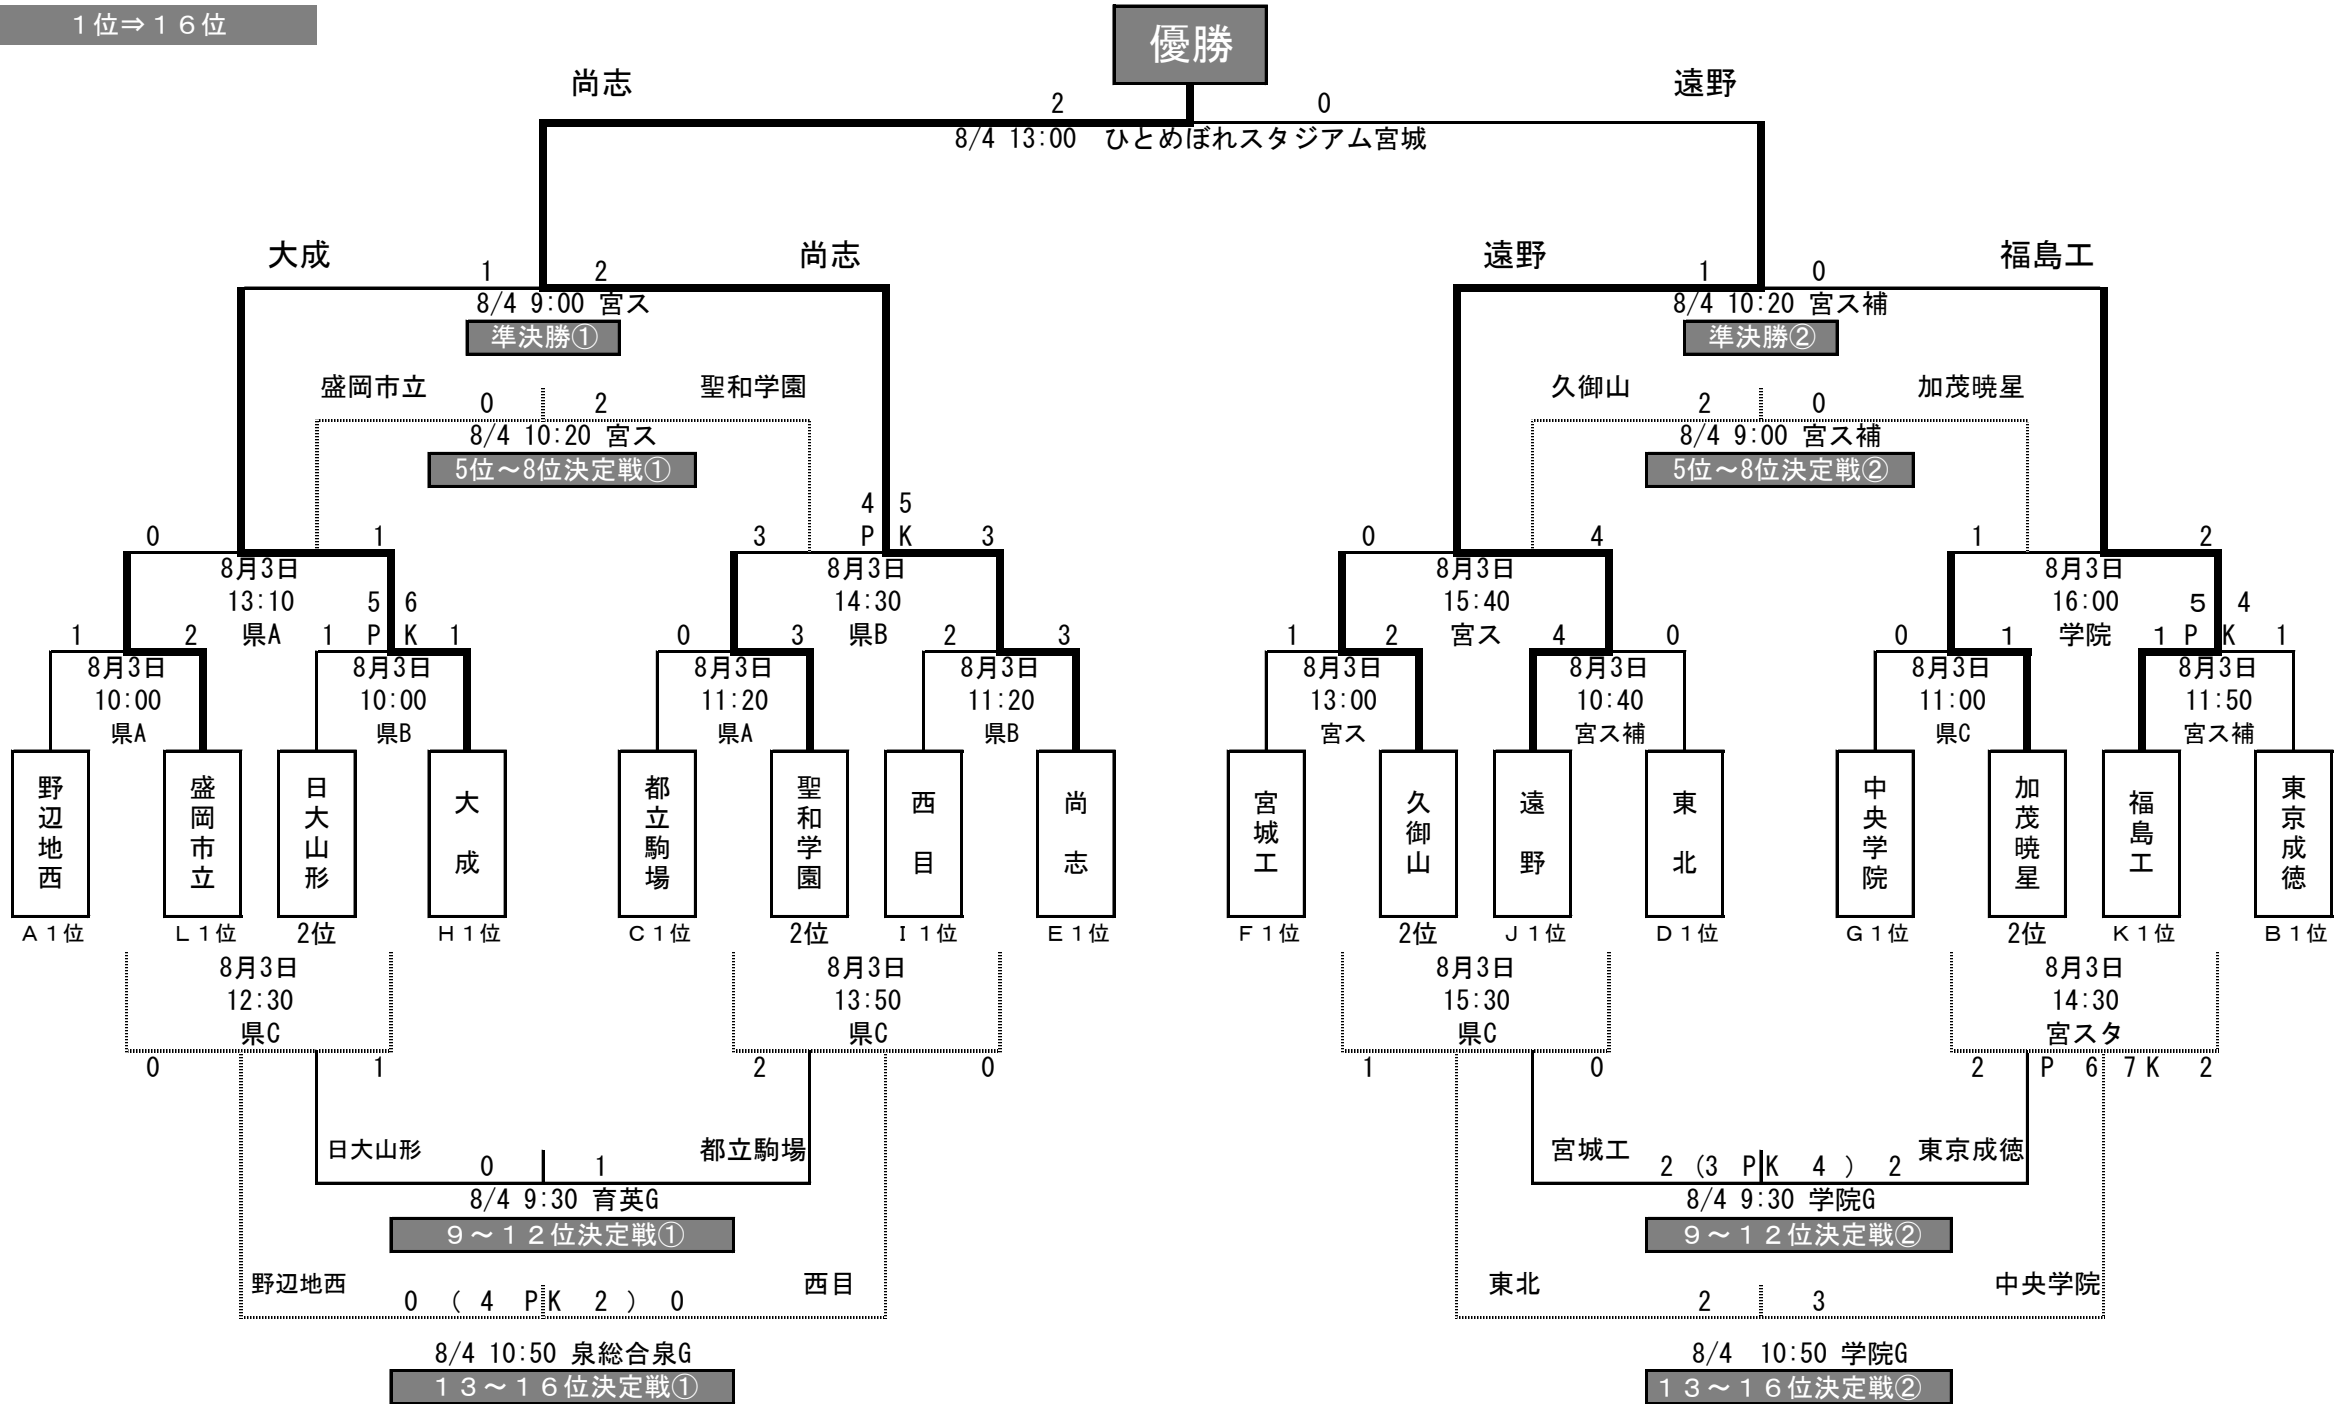 １位⇒１６位
優勝
尚志 遠野
2 0
8/4 13:00 ひとめぼれスタジアム宮城
大成 尚志 遠野 福島工
1 2 1 0
8/4 9:00 宮ス 8/4 10:20 宮ス補
準決勝① 準決勝②
盛岡市立 聖和学園 久御山 加茂暁星
0 2 2 0
8/4 10:20 宮ス 8/4 9:00 宮ス補
5位～8位決定戦① 5位～8位決定戦②
4 5
0 1 3 P K 3 0 4 1 2
8月3日 8月3日 8月3日 8月3日
13:10 5 6 14:30 15:40 16:00 5 4
1 2 県A 1 P K 1 0 3 県B 2 3 1 2 宮ス 4 0 0 1 学院 1 P K 1
8月3日 8月3日 8月3日 8月3日 8月3日 8月3日 8月3日 8月3日
10:00 10:00 11:20 11:20 13:00 10:40 11:00 11:50
県A 県B 県A 県B 宮ス 宮ス補 県C 宮ス補
野辺地西 盛岡市立 日大山形 大成 都立駒場 聖和学園 西目 尚志 宮城工 久御山 遠野 東北 中央学院 加茂暁星 福島工 東京成徳
Ａ１位 Ｌ１位 2位 Ｈ１位 Ｃ１位 2位 Ｉ１位 Ｅ１位 Ｆ１位 2位 Ｊ１位 Ｄ１位 Ｇ１位 2位 Ｋ１位 Ｂ１位
8月3日 8月3日 8月3日 8月3日
12:30 13:50 15:30 14:30
県C 県C 県C 宮スタ
0 1 2 0 1 0 2 P 6 7 K 2
日大山形 都立駒場 宮城工 東京成徳
0 1 2 (3 PK 4 ) 2
8/4 9:30 育英G 8/4 9:30 学院G
９～１２位決定戦① ９～１２位決定戦②
野辺地西 西目 東北 中央学院
0 ( 4 PK 2 ) 0 2 3
8/4 10:50 泉総合泉G 8/4 10:50 学院G
１３～１６位決定戦① １３～１６位決定戦②